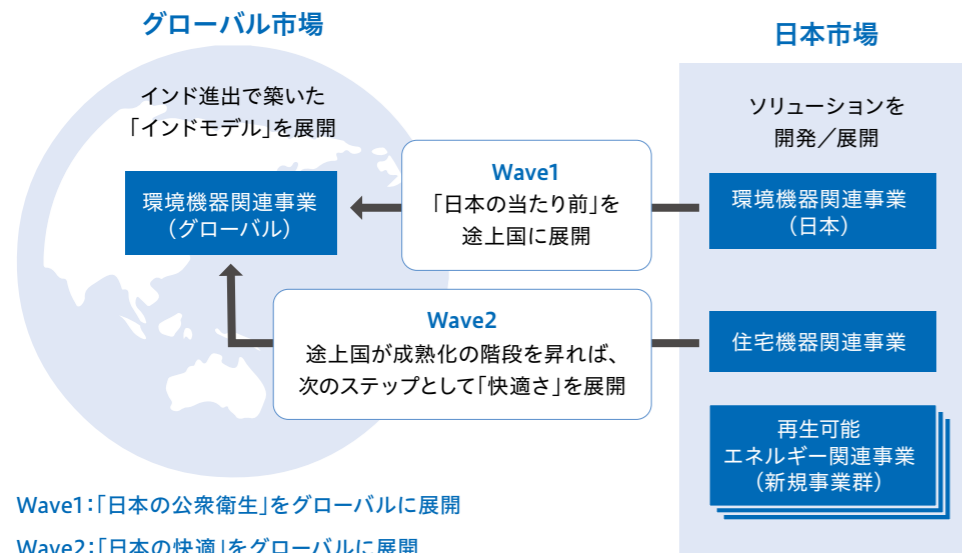 グローバル市場
日本市場
インド進出で築いた
「インドモデル」を展開
ソリューションを
開発／展開
Wave1
「日本の当たり前」を
途上国に展開
環境機器関連事業
（グローバル）
環境機器関連事業
（日本）
Wave2
途上国が成熟化の階段を昇れば、
次のステップとして「快適さ」を展開
住宅機器関連事業
再生可能
エネルギー関連事業
（新規事業群）
Wave1：「日本の公衆衛生」をグローバルに展開
Wave2：「日本の快適」をグローバルに展開